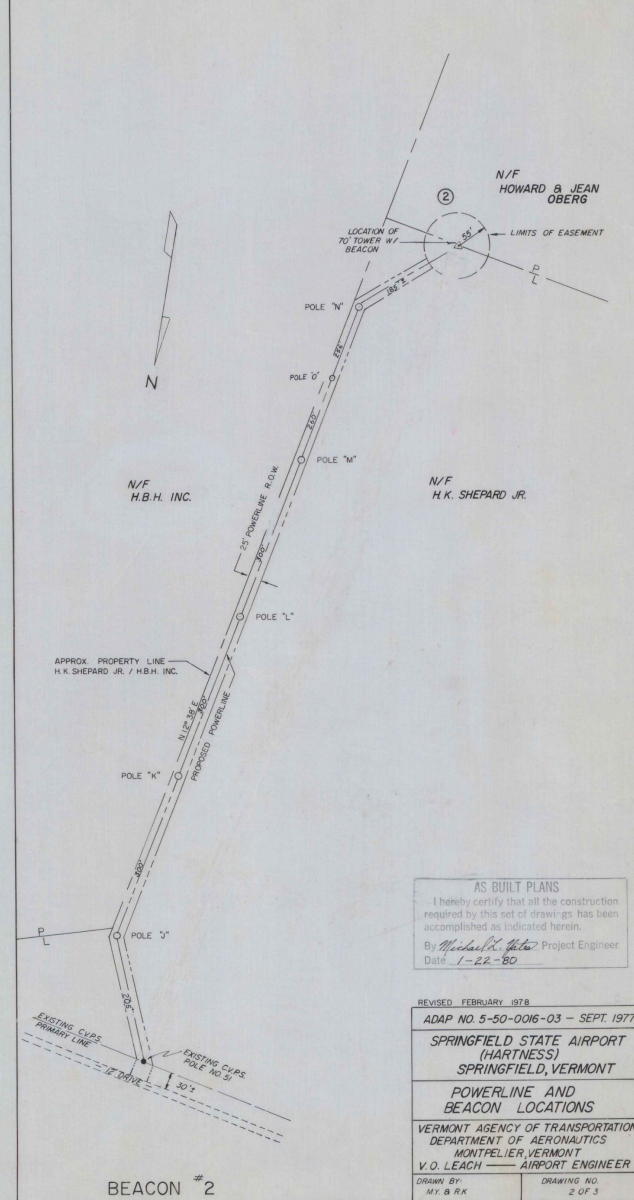 N/F
HOWARD & JEAN
OBERG
2
55'
LIMITS OF EASEMENT
LOCATION OF
70' TOWER W/
BEACON
P
L
185' ±
POLE "N"
N
POLE "O"
260'
POLE "M"
N/F
H.B.H. INC.
N/F
H.K. SHEPARD JR.
25' POWERLINE R.O.W.
300'
POLE "L"
APPROX. PROPERTY LINE
H.K. SHEPARD JR. / H.B.H. INC.
N 12° 38' E
300'
PROPOSED POWERLINE
POLE "K"
300'
P
L
POLE "J"
EXISTING C.V.P.S.
PRIMARY LINE
EXISTING C.V.P.S.
POLE NO. 51
12' DRIVE
30' ±
BEACON #2
AS BUILT PLANS
I hereby certify that all the construction
required by this set of drawings has been
accomplished as indicated herein.
By Michael L. Yates Project Engineer
Date 1-22-80
REVISED FEBRUARY 1978
ADAP NO. 5-50-0016-03 — SEPT. 1977
SPRINGFIELD STATE AIRPORT
(HARTNESS)
SPRINGFIELD, VERMONT
POWERLINE AND
BEACON LOCATIONS
VERMONT AGENCY OF TRANSPORTATION
DEPARTMENT OF AERONAUTICS
MONTPELIER, VERMONT
V.O. LEACH — AIRPORT ENGINEER
DRAWN BY:
M.Y. & R.K
DRAWING NO.
2 OF 3